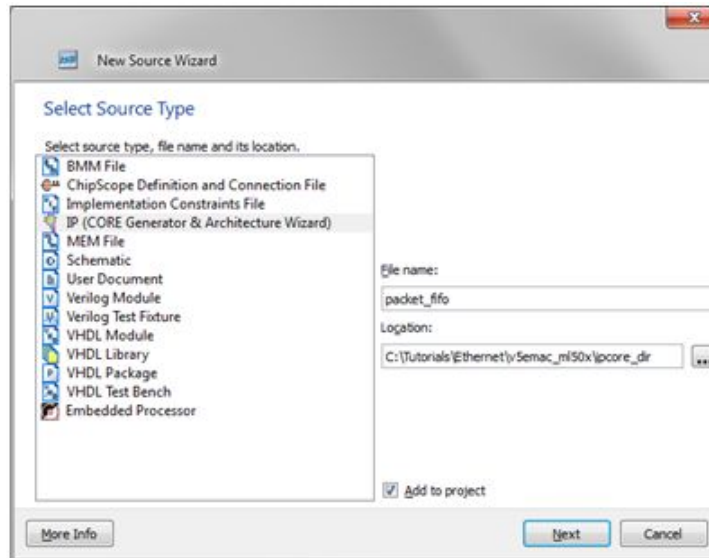 New Source Wizard
Select Source Type
Select source type, file name and its location.
BMM File
ChipScope Definition and Connection File
Implementation Constraints File
IP (CORE Generator & Architecture Wizard)
MEM File
Schematic
User Document
Verilog Module
Verilog Test Fixture
VHDL Module
VHDL Library
VHDL Package
VHDL Test Bench
Embedded Processor
File name:
packet_fifo
Location:
C:\Tutorials\Ethernet\v5emac_ml50x\ipcore_dir
...
Add to project
More Info
Next
Cancel